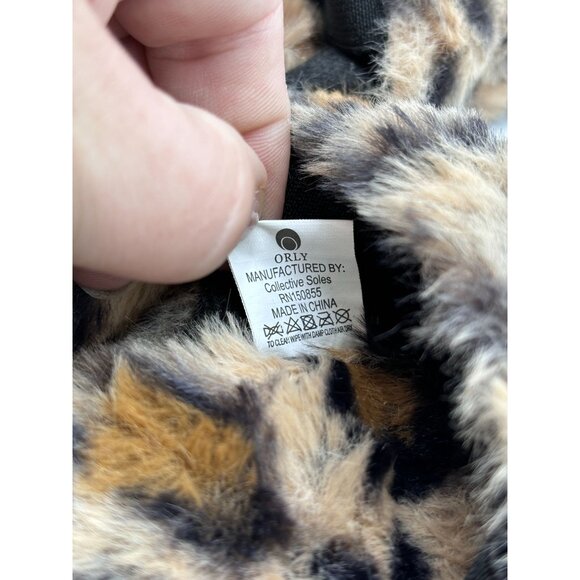 ORLY
MANUFACTURED BY:
Collective Soles
RN150855
MADE IN CHINA
TO CLEAN: WIPE WITH DAMP CLOTH AIR DRY